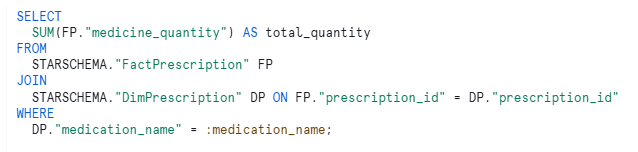 SELECT
SUM(FP."medicine_quantity") AS total_quantity
FROM
STARSCHEMA."FactPrescription" FP
JOIN
STARSCHEMA."DimPrescription" DP ON FP."prescription_id" = DP."prescription_id"
WHERE
DP."medication_name" = :medication_name;